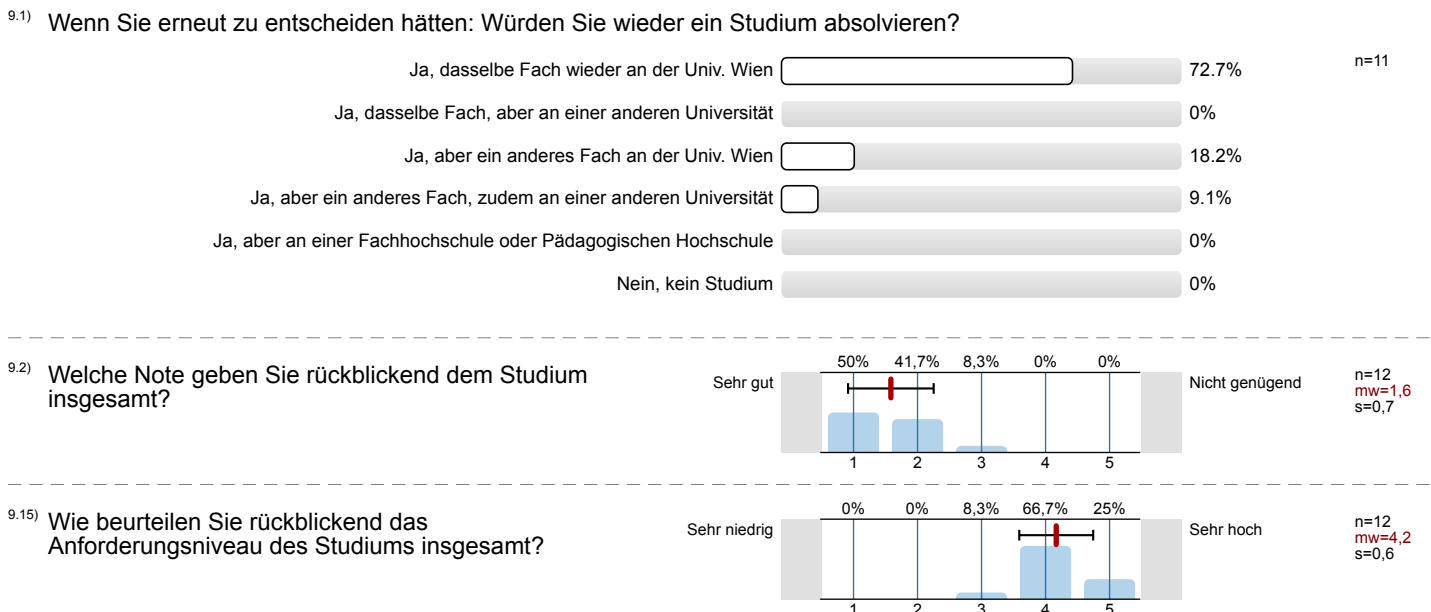 9.1) Wenn Sie erneut zu entscheiden hätten: Würden Sie wieder ein Studium absolvieren?
Ja, dasselbe Fach wieder an der Univ. Wien 72.7% n=11
Ja, dasselbe Fach, aber an einer anderen Universität 0%
Ja, aber ein anderes Fach an der Univ. Wien 18.2%
Ja, aber ein anderes Fach, zudem an einer anderen Universität 9.1%
Ja, aber an einer Fachhochschule oder Pädagogischen Hochschule 0%
Nein, kein Studium 0%
9.2) Welche Note geben Sie rückblickend dem Studium
insgesamt?
50% 41,7% 8,3% 0% 0%
Sehr gut Nicht genügend
1 2 3 4 5
n=12
mw=1,6
s=0,7
9.15) Wie beurteilen Sie rückblickend das
Anforderungsniveau des Studiums insgesamt?
0% 0% 8,3% 66,7% 25%
Sehr niedrig Sehr hoch
1 2 3 4 5
n=12
mw=4,2
s=0,6